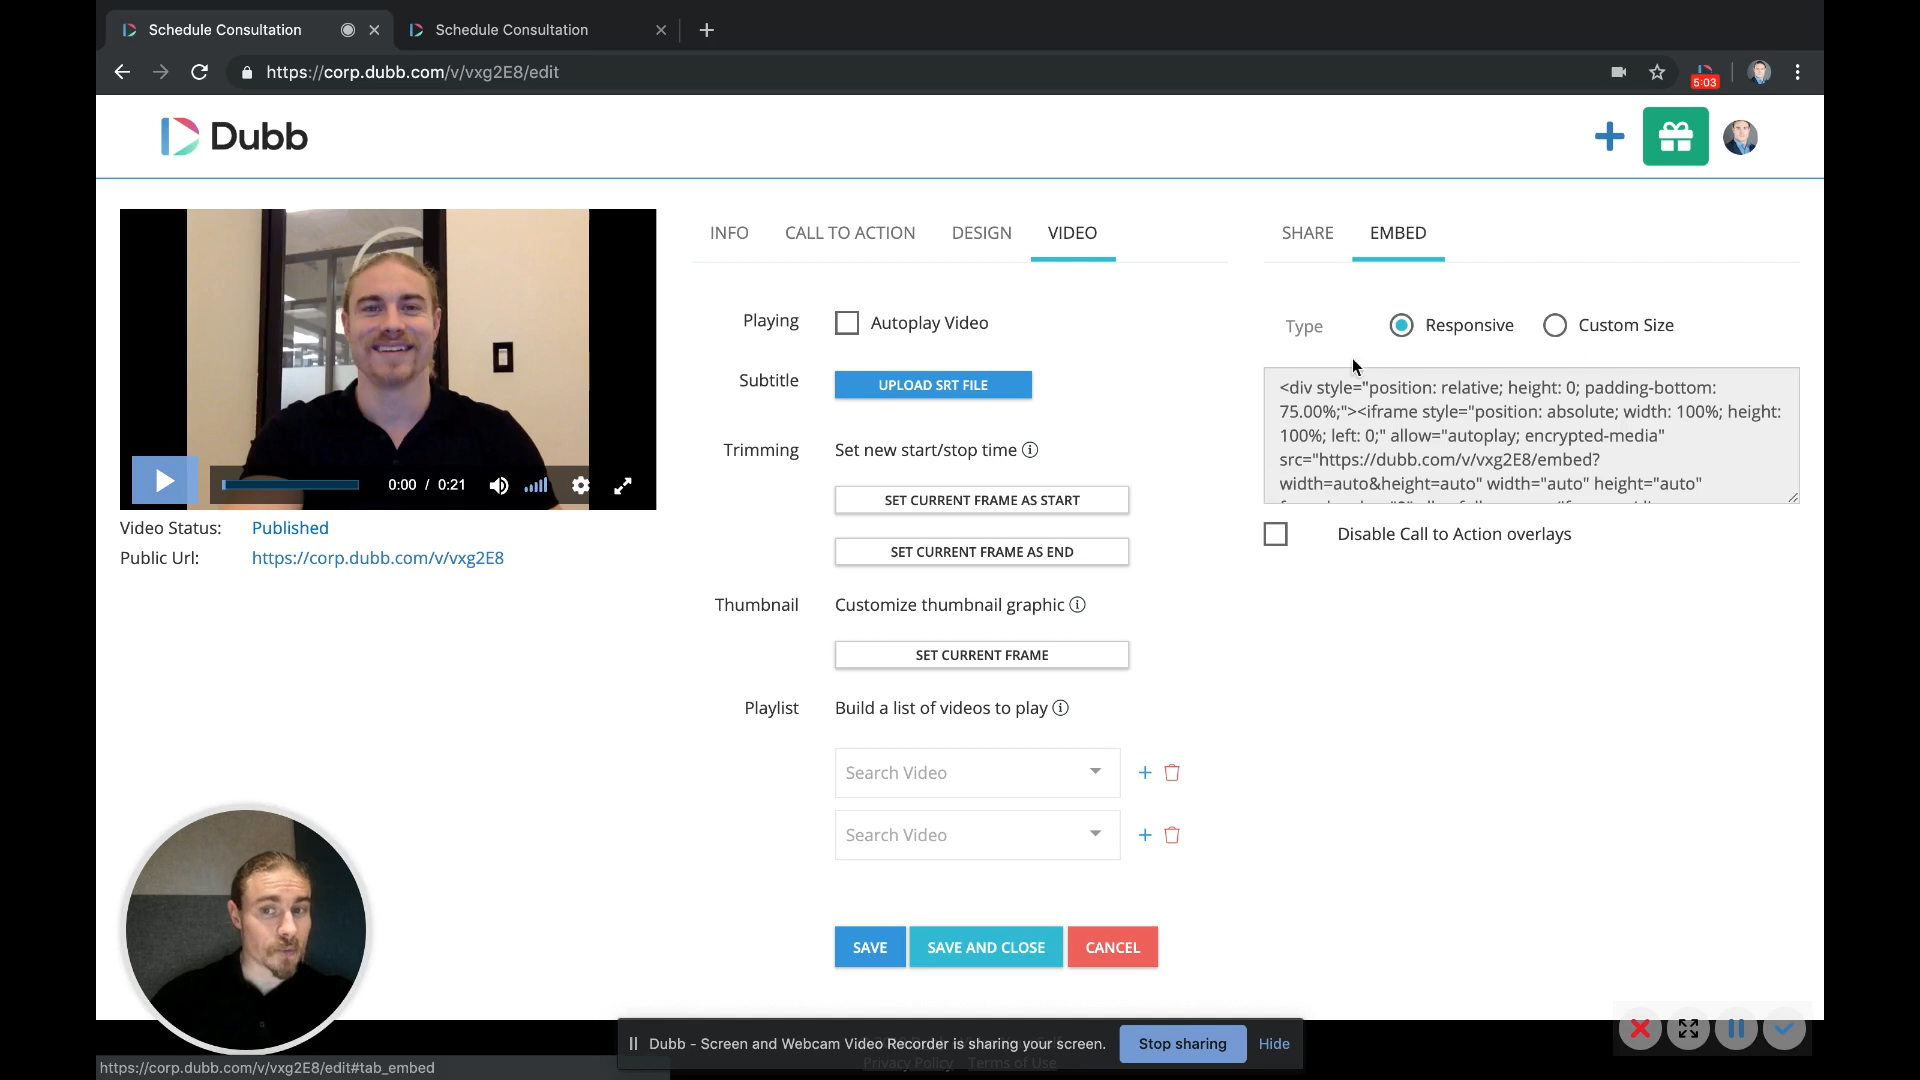 Schedule Consultation
Schedule Consultation
https://corp.dubb.com/v/vxg2E8/edit
5:03
Dubb
INFO
CALL TO ACTION
DESIGN
VIDEO
SHARE
EMBED
Playing
Autoplay Video
Subtitle
UPLOAD SRT FILE
Trimming
Set new start/stop time
SET CURRENT FRAME AS START
SET CURRENT FRAME AS END
Thumbnail
Customize thumbnail graphic
SET CURRENT FRAME
Playlist
Build a list of videos to play
Search Video
Search Video
SAVE
SAVE AND CLOSE
CANCEL
Type
Responsive
Custom Size
<div style="position: relative; height: 0; padding-bottom:
75.00%;"><iframe style="position: absolute; width: 100%; height:
100%; left: 0;" allow="autoplay; encrypted-media"
src="https://dubb.com/v/vxg2E8/embed?
width=auto&height=auto" width="auto" height="auto"
Disable Call to Action overlays
0:00 / 0:21
Video Status: Published
Public Url: https://corp.dubb.com/v/vxg2E8
Dubb - Screen and Webcam Video Recorder is sharing your screen.
Stop sharing
Hide
Privacy Policy Terms of Use
https://corp.dubb.com/v/vxg2E8/edit#tab_embed